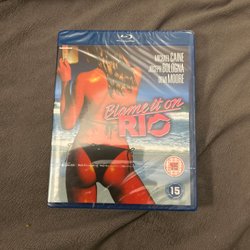 MICHAEL CAINE
JOSEPH BOLOGNA
DEMI MOORE
Blame it on
RIO
15